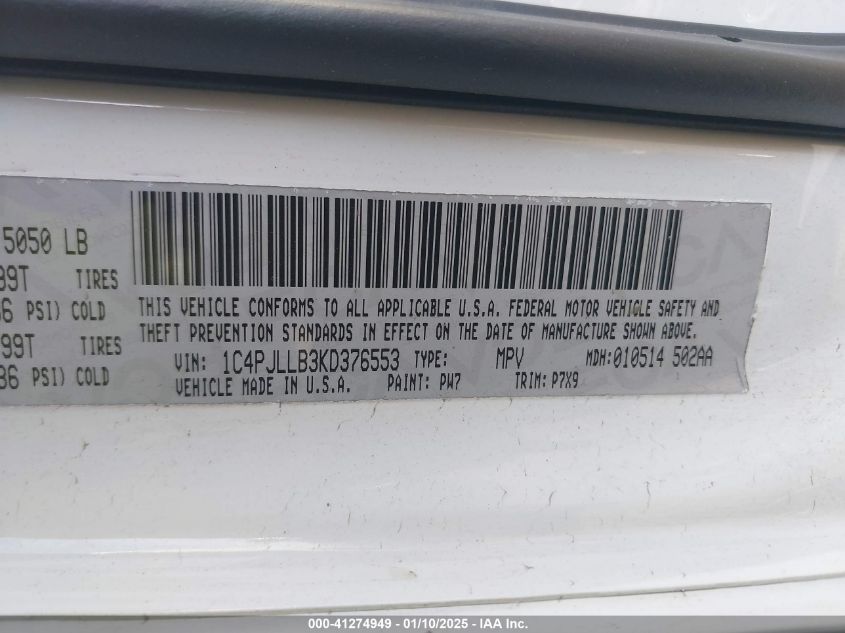 5050 LB
99T TIRES
36 PSI) COLD
99T TIRES
36 PSI) COLD
THIS VEHICLE CONFORMS TO ALL APPLICABLE U.S.A. FEDERAL MOTOR VEHICLE SAFETY AND
THEFT PREVENTION STANDARDS IN EFFECT ON THE DATE OF MANUFACTURE SHOWN ABOVE.
VIN: 1C4PJLLB3KD376553 TYPE: MPV MDH:010514 502AA
VEHICLE MADE IN U.S.A. PAINT: PW7 TRIM: P7X9
000-41274949 - 01/10/2025 - IAA Inc.